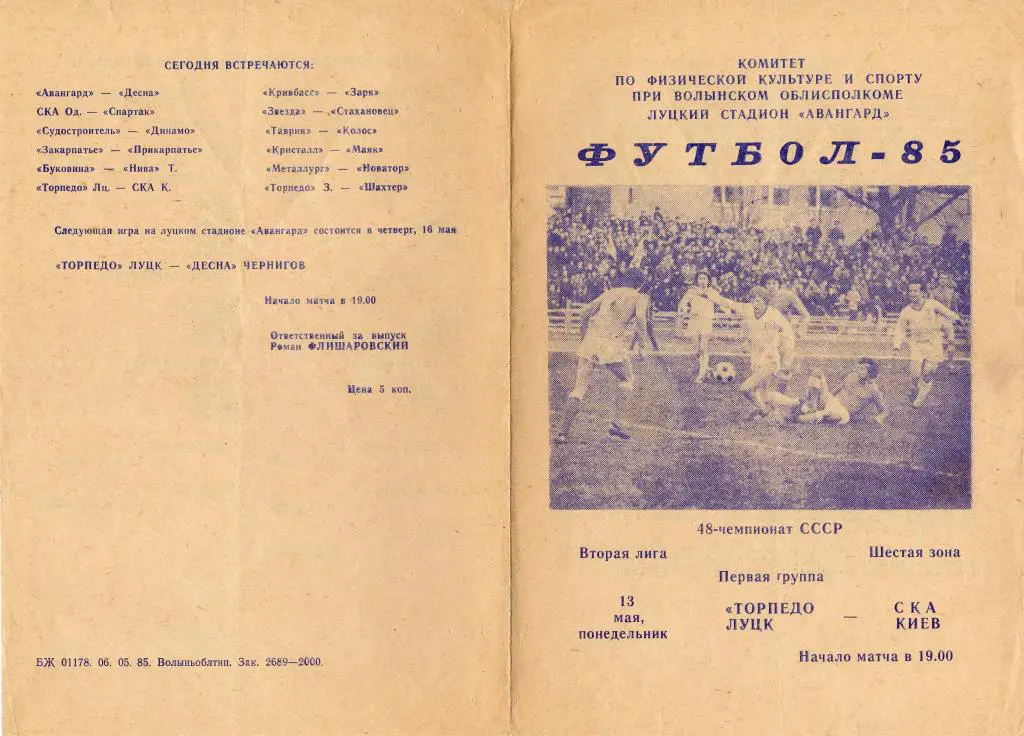 СЕГОДНЯ ВСТРЕЧАЮТСЯ:
«Авангард» — «Десна»
СКА Од. — «Спартак»
«Судостроитель» — «Динамо»
«Закарпатье» — «Прикарпатье»
«Буковина» — «Нива» Т.
«Торпедо» Лц. — СКА К.
«Кривбасс» — «Заря»
«Звезда» — «Стахановец»
«Таврия» — «Колос»
«Кристалл» — «Маяк»
«Металлург» — «Новатор»
«Торпедо» З. — «Шахтер»
Следующая игра на луцком стадионе «Авангард» состоится в четверг, 16 мая
«ТОРПЕДО» ЛУЦК — «ДЕСНА» ЧЕРНИГОВ
Начало матча в 19.00
Ответственный за выпуск
Роман ФЛИШАРОВСКИЙ
Цена 5 коп.
БЖ 01178. 06. 05. 85. Волыньоблтип. Зак. 2689—2000.
КОМИТЕТ
ПО ФИЗИЧЕСКОЙ КУЛЬТУРЕ И СПОРТУ
ПРИ ВОЛЫНСКОМ ОБЛИСПОЛКОМЕ
ЛУЦКИЙ СТАДИОН «АВАНГАРД»
ФУТБОЛ-85
48-чемпионат СССР
Вторая лига Шестая зона
Первая группа
13 мая, понедельник
«ТОРПЕДО ЛУЦК — СКА КИЕВ
Начало матча в 19.00